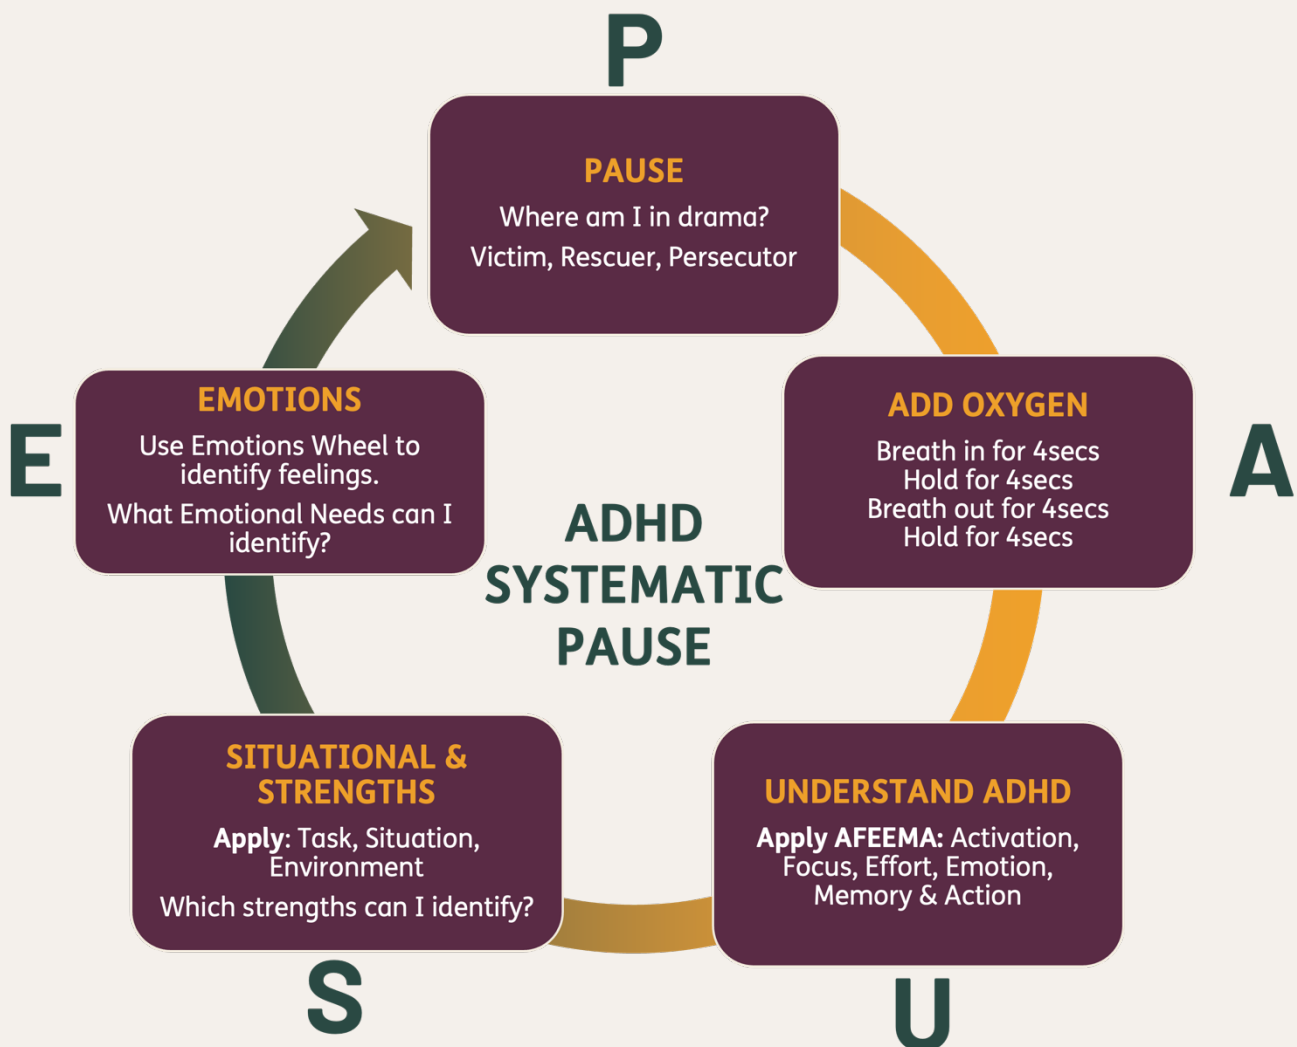 P
PAUSE
Where am I in drama?
Victim, Rescuer, Persecutor
A
ADD OXYGEN
Breath in for 4secs
Hold for 4secs
Breath out for 4secs
Hold for 4secs
U
UNDERSTAND ADHD
Apply AFEEMA: Activation,
Focus, Effort, Emotion,
Memory & Action
S
SITUATIONAL &
STRENGTHS
Apply: Task, Situation,
Environment
Which strengths can I identify?
E
EMOTIONS
Use Emotions Wheel to
identify feelings.
What Emotional Needs can I
identify?
ADHD
SYSTEMATIC
PAUSE